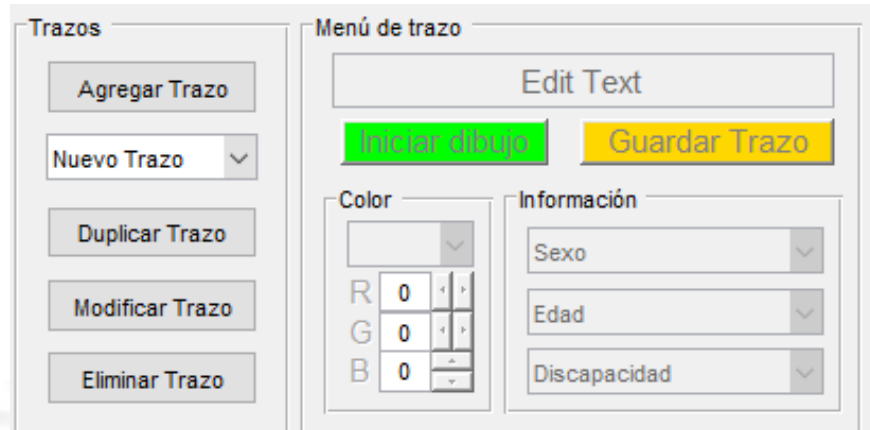 Trazos
Agregar Trazo
Nuevo Trazo
Duplicar Trazo
Modificar Trazo
Eliminar Trazo
Menú de trazo
Edit Text
Iniciar dibujo
Guardar Trazo
Color
R 0
G 0
B 0
Información
Sexo
Edad
Discapacidad